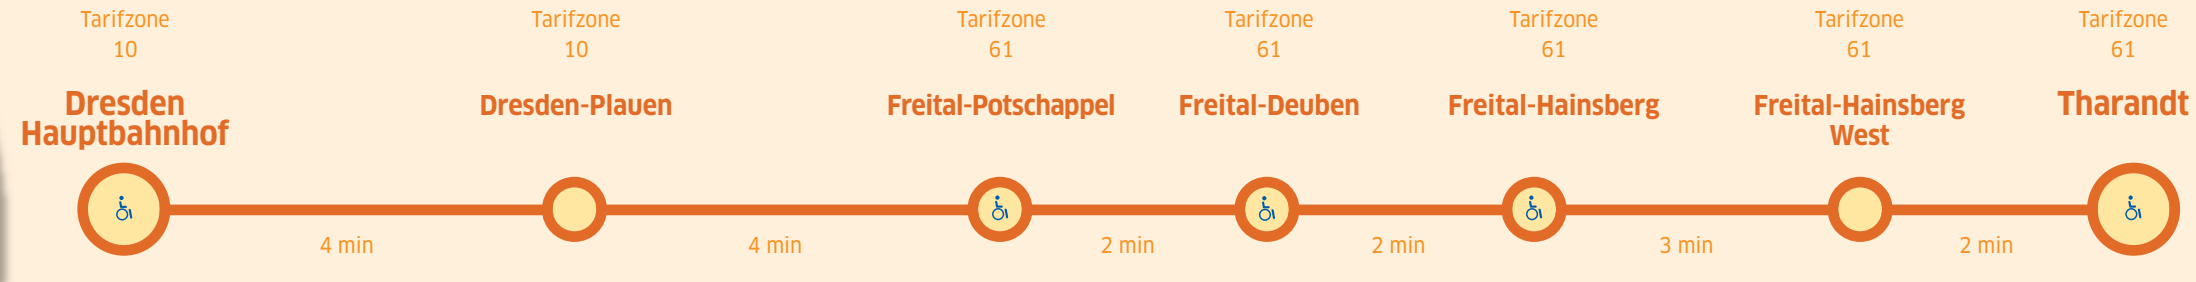 Tarifzone
10
Tarifzone
10
Tarifzone
61
Tarifzone
61
Tarifzone
61
Tarifzone
61
Tarifzone
61
Dresden
Hauptbahnhof
Dresden-Plauen
Freital-Potschappel
Freital-Deuben
Freital-Hainsberg
Freital-Hainsberg
West
Tharandt
4 min
4 min
2 min
2 min
3 min
2 min